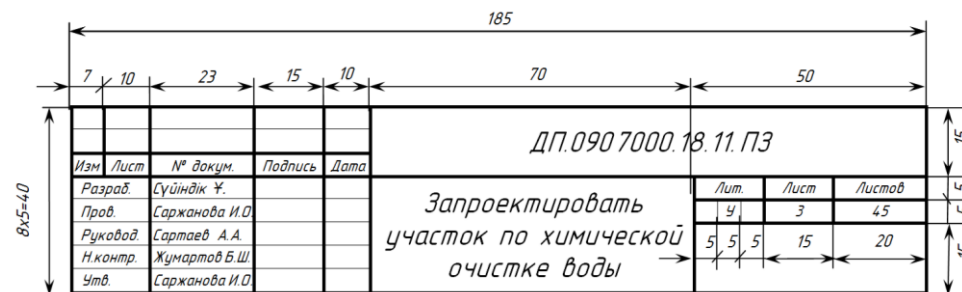 185
7 10 23 15 10 70 50
ДП.0907000.18.11.ПЗ
15
Изм Лист № докум. Подпись Дата
8х5=40
Разраб. Сүйіндік Ұ.
Пров. Саржанова И.О.
Руковод. Сартаев А.А.
Н.контр. Жумартов Б.Ш.
Утв. Саржанова И.О.
Запроектировать
участок по химической
очистке воды
Лит. Лист Листов 5
У 3 45 5
5 5 5 15 20 15